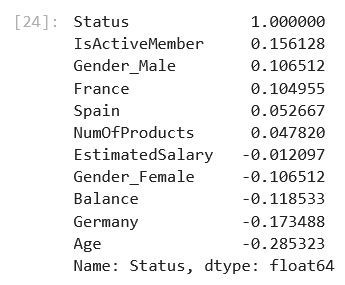 [24]: Status 1.000000
IsActiveMember 0.156128
Gender_Male 0.106512
France 0.104955
Spain 0.052667
NumOfProducts 0.047820
EstimatedSalary -0.012097
Gender_Female -0.106512
Balance -0.118533
Germany -0.173488
Age -0.285323
Name: Status, dtype: float64